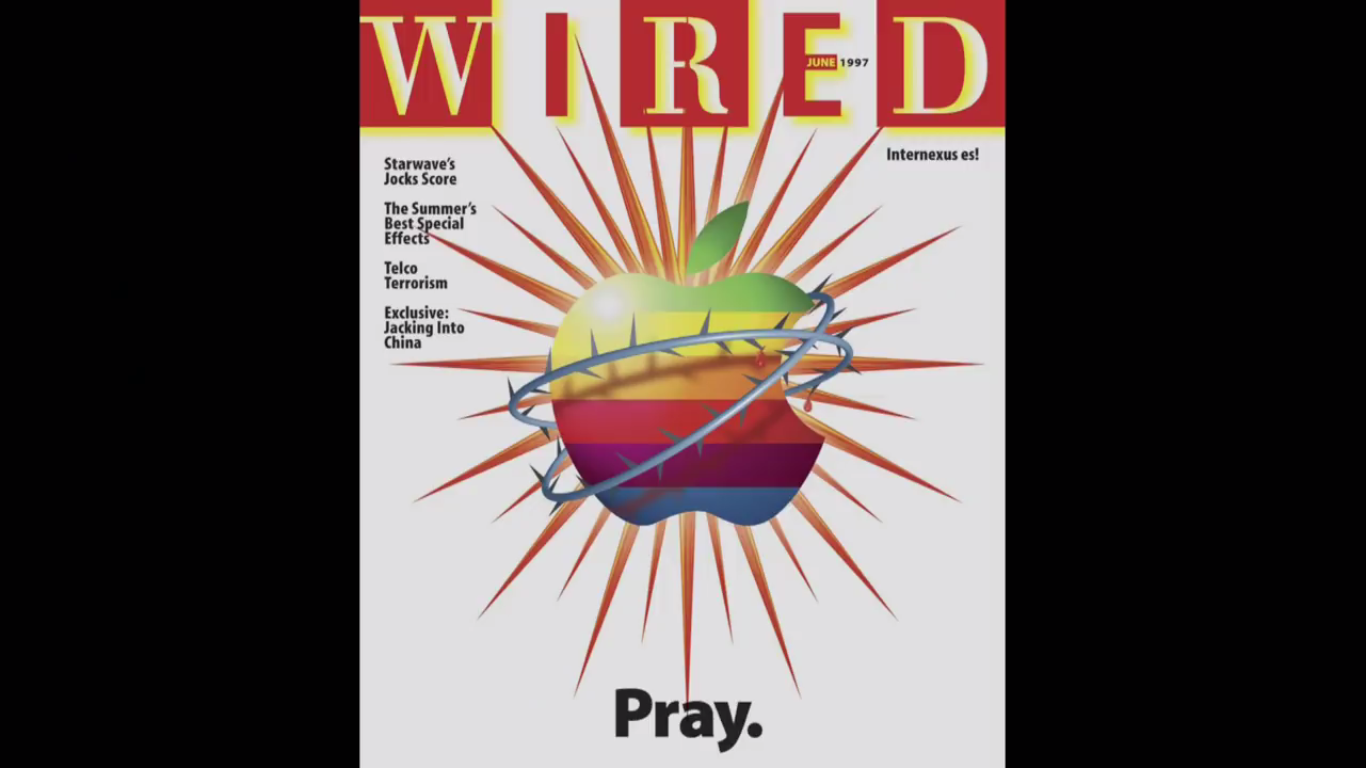 WIRED
JUNE 1997
Starwave's
Jocks Score
The Summer's
Best Special
Effects
Telco
Terrorism
Exclusive:
Jacking Into
China
Internexus es!
Pray.